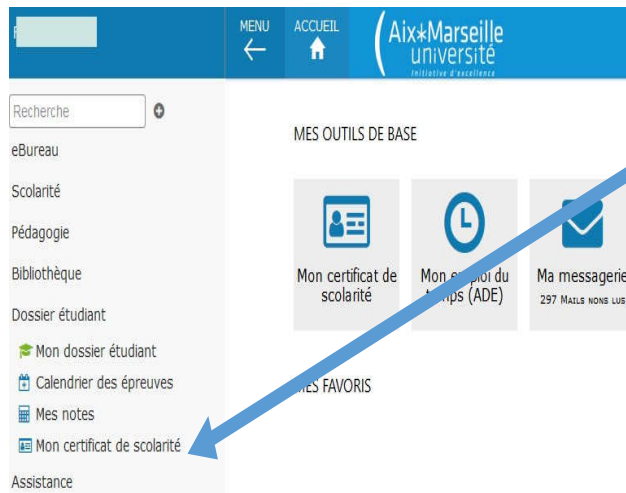 MENU
ACCUEIL
Aix*Marseille
université
Initiative d'excellence
Recherche
eBureau
Scolarité
Pédagogie
Bibliothèque
Dossier étudiant
Mon dossier étudiant
Calendrier des épreuves
Mes notes
Mon certificat de scolarité
Assistance
MES OUTILS DE BASE
Mon certificat de
scolarité
Mon emploi du
temps (ADE)
Ma messagerie
297 MAILS NONS LUS
MES FAVORIS